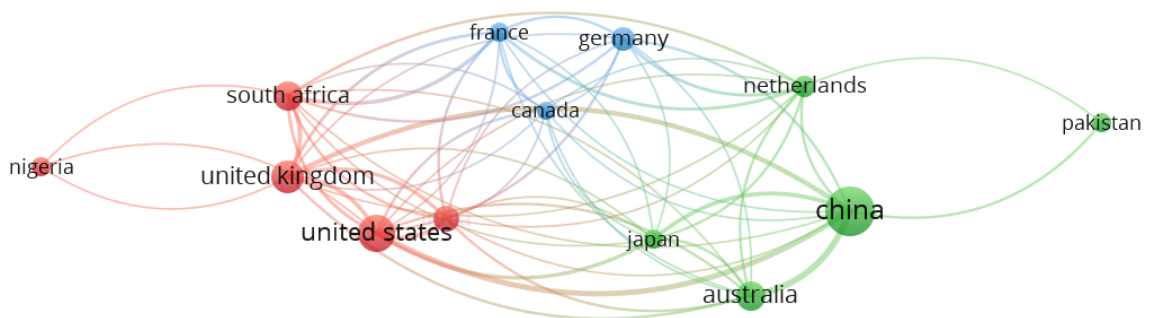 france
germany
netherlands
south africa
canada
pakistan
nigeria
united kingdom
china
united states
japan
australia